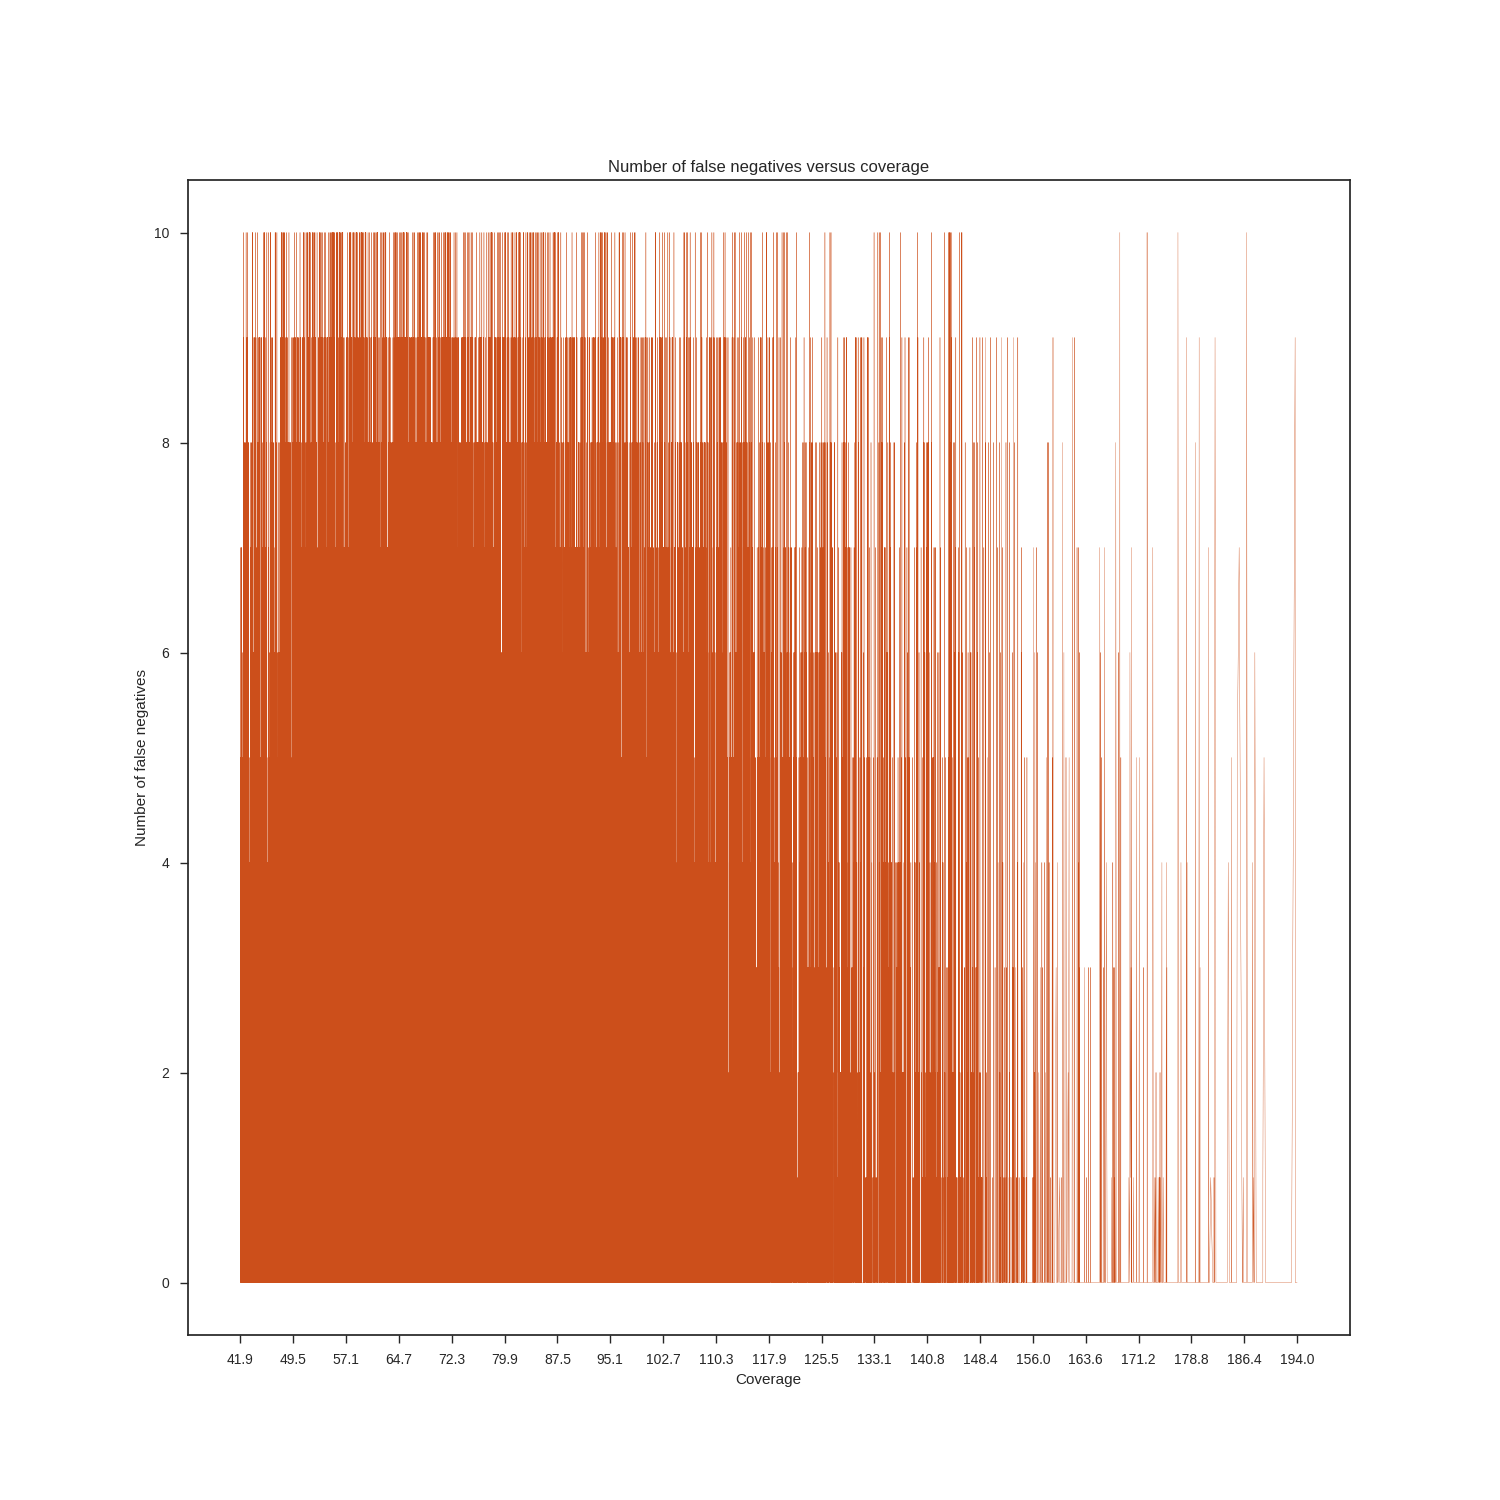 Number of false negatives versus coverage
10
8
6
4
2
0
Number of false negatives
41.9 49.5 57.1 64.7 72.3 79.9 87.5 95.1 102.7 110.3 117.9 125.5 133.1 140.8 148.4 156.0 163.6 171.2 178.8 186.4 194.0
Coverage